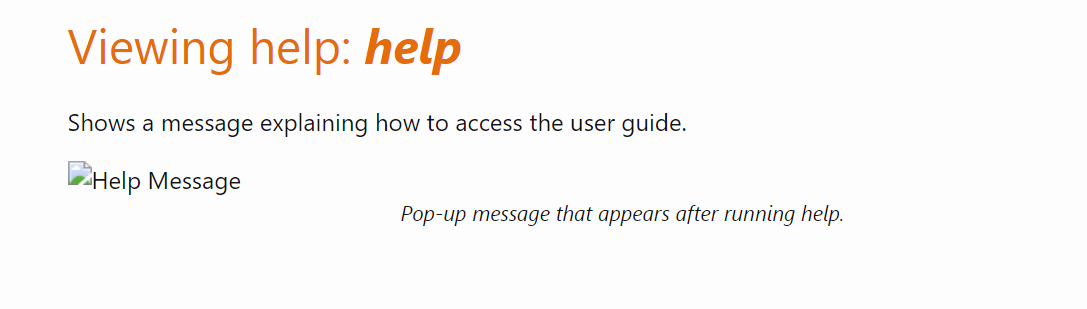 Viewing help: help
Shows a message explaining how to access the user guide.
Help Message
Pop-up message that appears after running help.